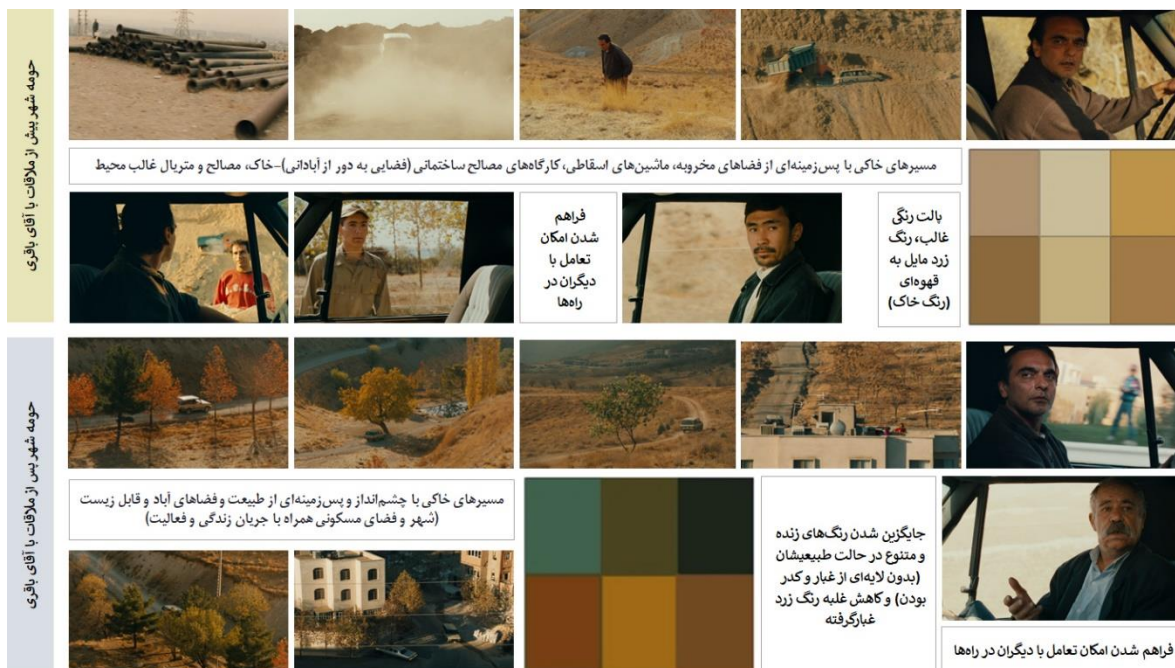 حومه شهر پیش از ملاقات با آقای باقری
مسیرهای خاکی با پس‌زمینه‌ای از فضاهای مخروبه، ماشین‌های اسقاطی، کارگاه‌های مصالح ساختمانی (فضایی به دور از آبادانی)-خاک، مصالح و متریال غالب محیط
پالت رنگی
غالب، رنگ
زرد مایل به
قهوه‌ای
(رنگ خاک)
فراهم
شدن امکان
تعامل با
دیگران در
راه‌ها
حومه شهر پس از ملاقات با آقای باقری
مسیرهای خاکی با چشم‌انداز و پس‌زمینه‌ای از طبیعت و فضاهای آباد و قابل زیست
(شهر و فضای مسکونی همراه با جریان زندگی و فعالیت)
جایگزین شدن رنگ‌های زنده
و متنوع در حالت طبیعیشان
(بدون لایه‌ای از غبار و کدر
بودن) و کاهش غلبه رنگ زرد
غبارگرفته
فراهم شدن امکان تعامل با دیگران در راه‌ها